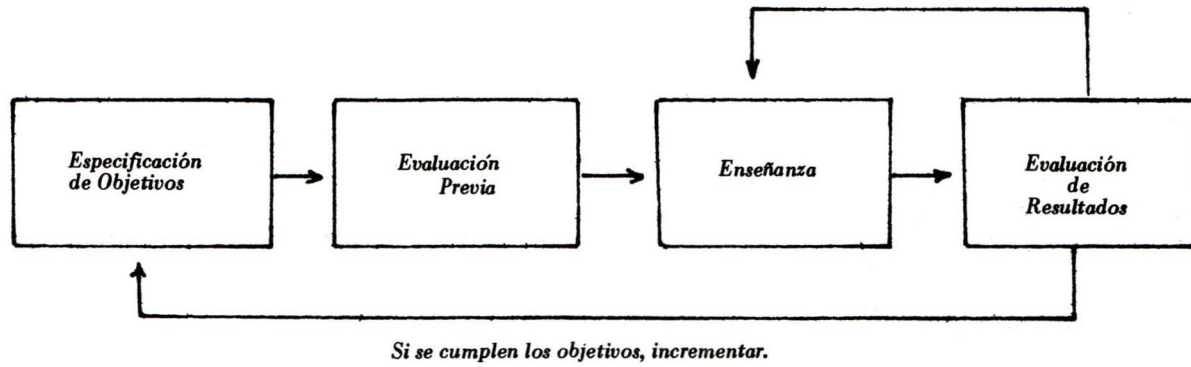 Especificación
de Objetivos
Evaluación
Previa
Enseñanza
Evaluación
de
Resultados
Si se cumplen los objetivos, incrementar.